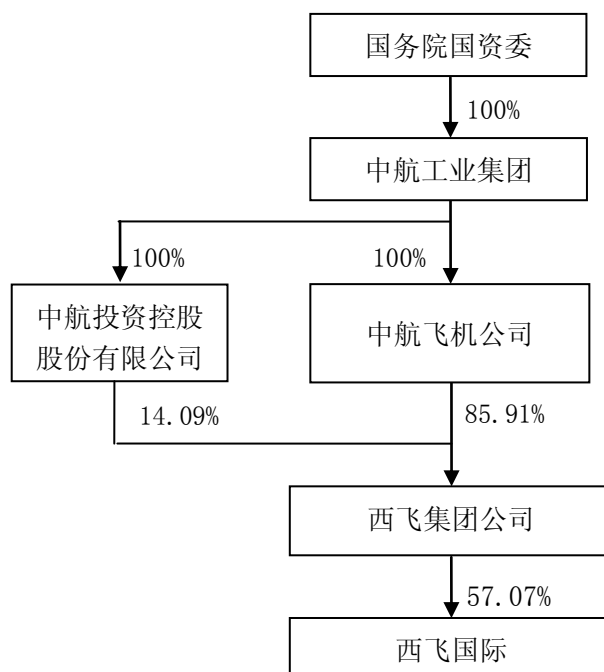 国务院国资委
100%
中航工业集团
100%
100%
中航投资控股
股份有限公司
中航飞机公司
14.09%
85.91%
西飞集团公司
57.07%
西飞国际